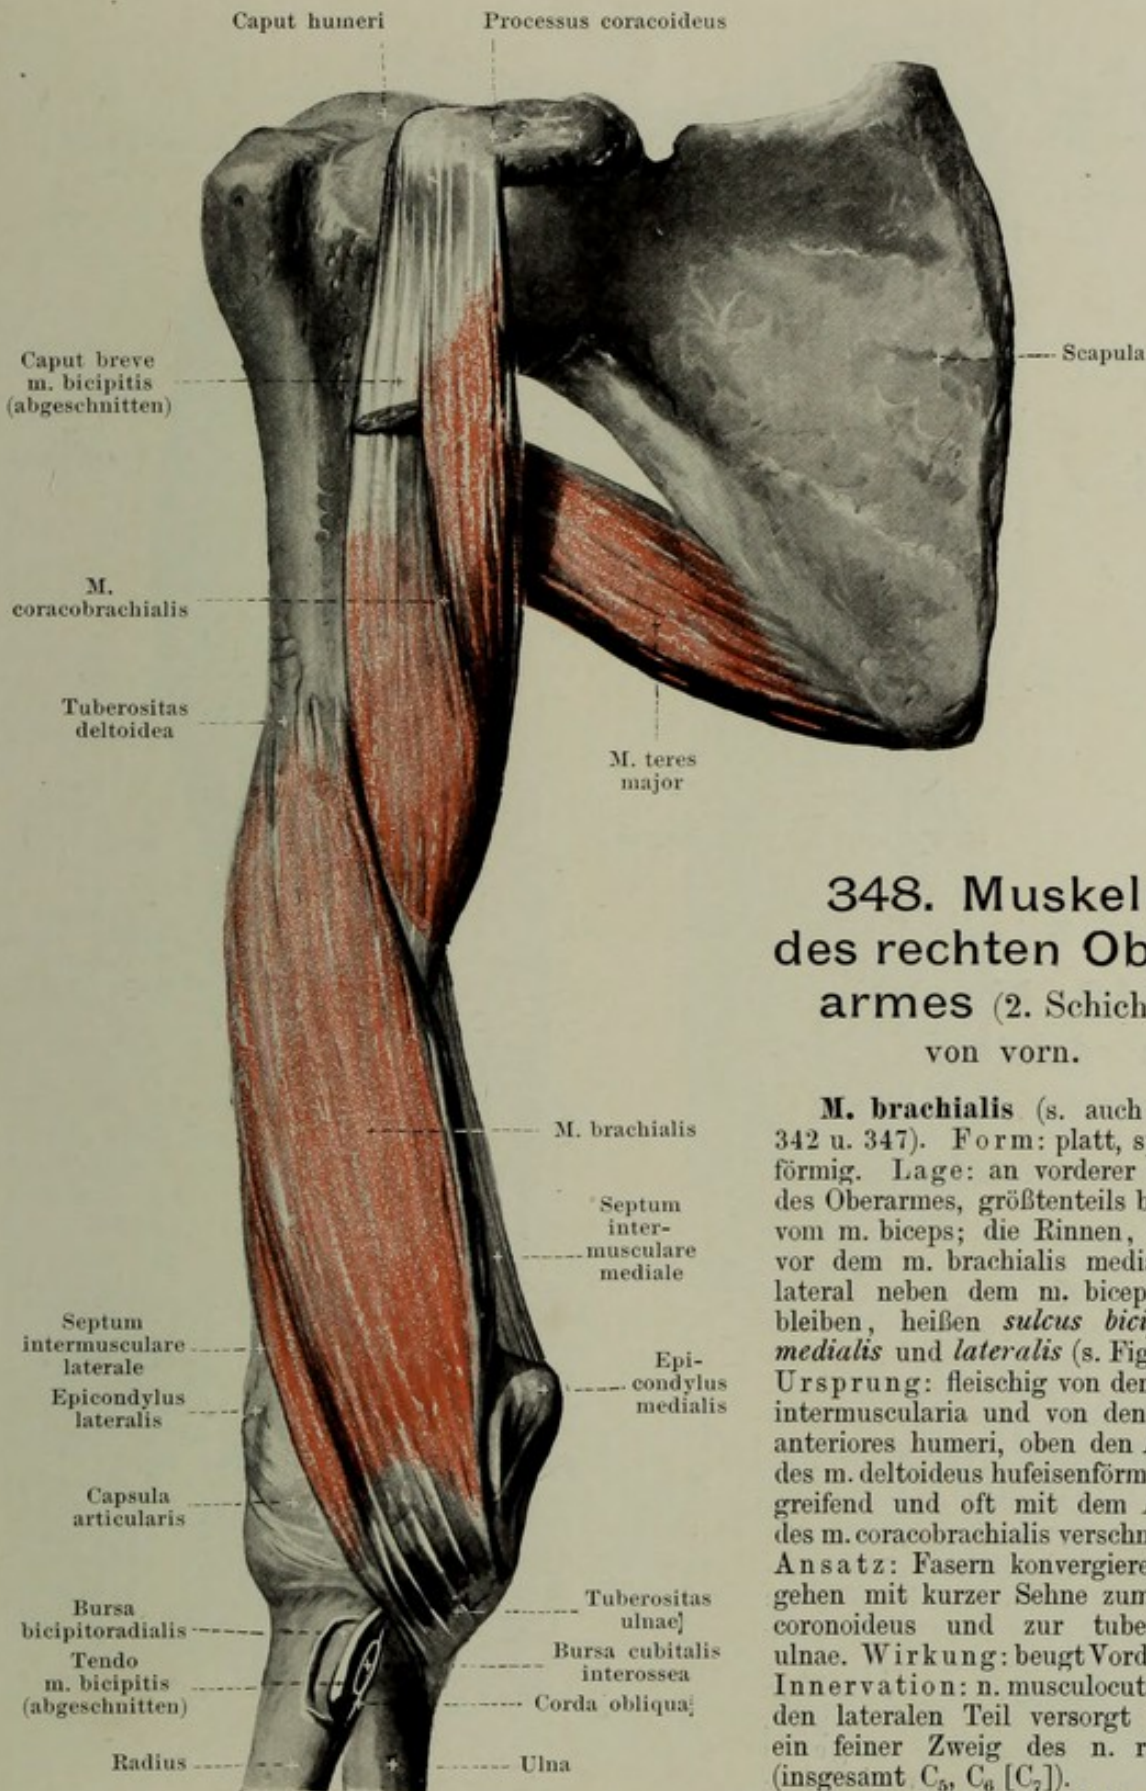 Caput humeri
Processus coracoideus
Caput breve
m. bicipitis
(abgeschnitten)
Scapula
M.
coracobrachialis
Tuberositas
deltoidea
M. teres
major
348. Muskel
des rechten Ob
armes (2. Schich
von vorn.
M. brachialis
Septum
inter-
musculare
mediale
Septum
intermusculare
laterale
Epicondylus
lateralis
Epi-
condylus
medialis
Capsula
articularis
Bursa
bicipitoradialis
Tendo
m. bicipitis
(abgeschnitten)
Tuberositas
ulnae]
Bursa cubitalis
interossea
Corda obliqua
Radius
Ulna
M. brachialis (s. auch
342 u. 347). Form: platt, s
förmig. Lage: an vorderer
des Oberarmes, größtenteils b
vom m. biceps; die Rinnen,
vor dem m. brachialis media
lateral neben dem m. bicep
bleiben, heißen sulcus bici
medialis und lateralis (s. Fig
Ursprung: fleischig von den
intermuscularia und von den
anteriores humeri, oben den
des m. deltoideus hufeisenförm
greifend und oft mit dem
des m. coracobrachialis verschm
Ansatz: Fasern konvergiere
gehen mit kurzer Sehne zum
coronoideus und zur tube
ulnae. Wirkung: beugt Vord
Innervation: n. musculocut
den lateralen Teil versorgt
ein feiner Zweig des n. r
(insgesamt C5, C6 [C7]).